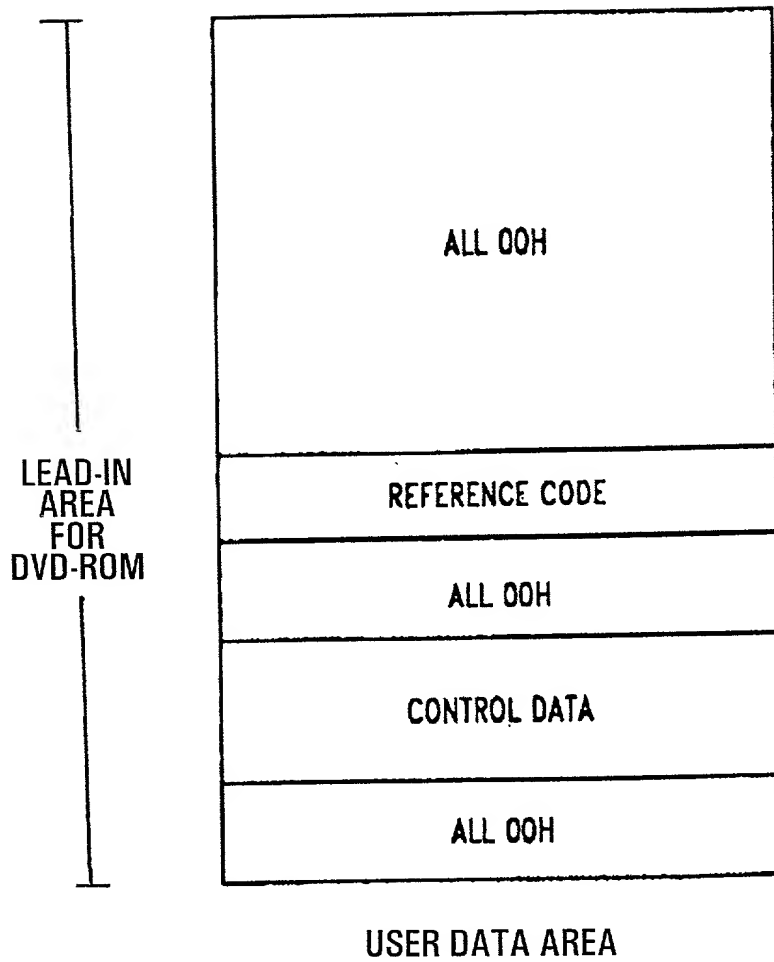 ALL 00H
LEAD-IN
AREA
FOR
DVD-ROM
REFERENCE CODE
ALL 00H
CONTROL DATA
ALL 00H
USER DATA AREA